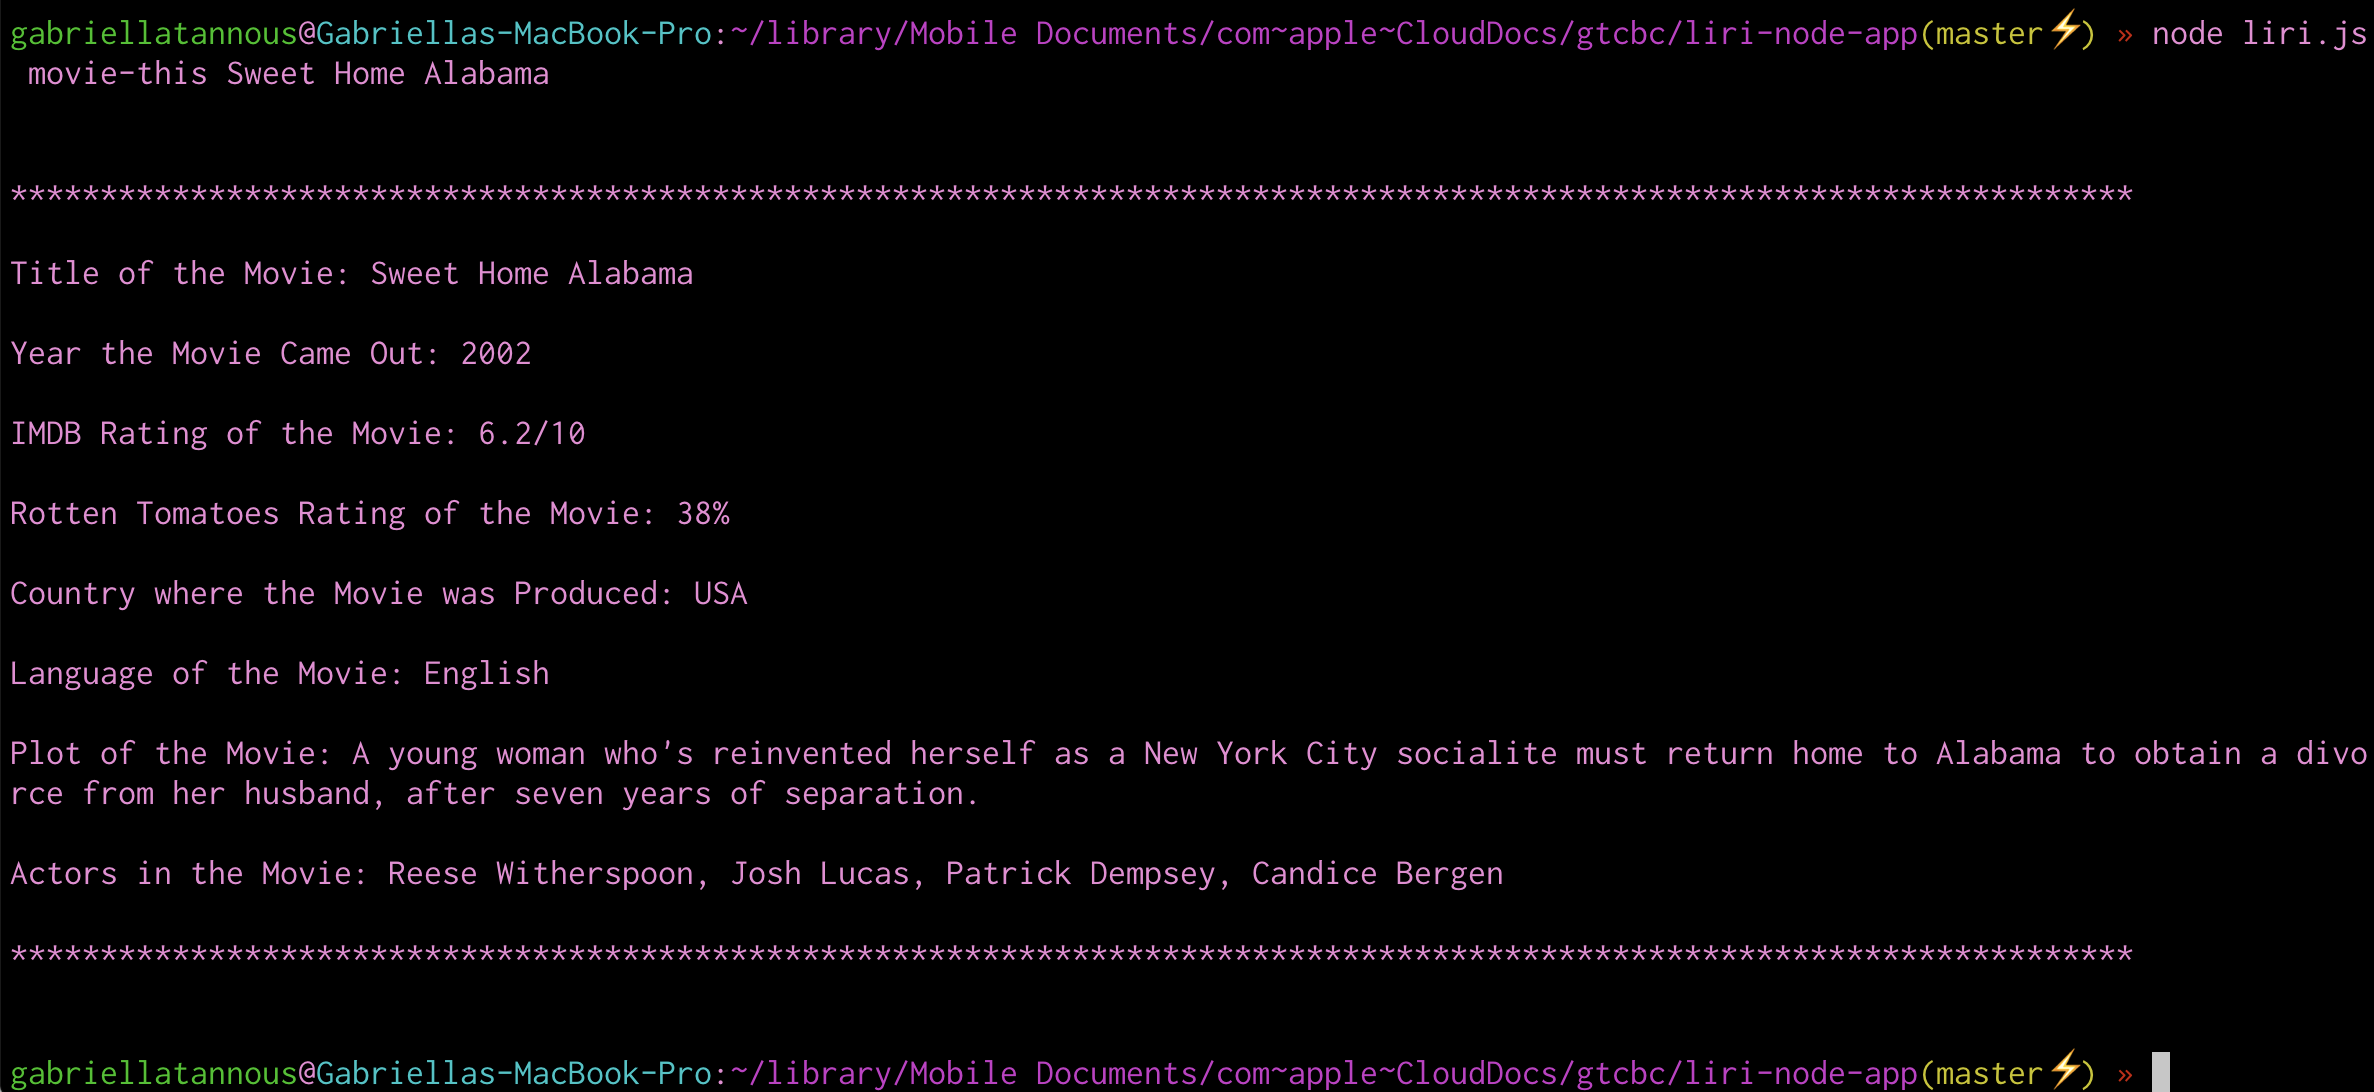 gabriellatannous@Gabriellas-MacBook-Pro:~/library/Mobile Documents/com~apple~CloudDocs/gtcbc/liri-node-app(master⚡) » node liri.js
 movie-this Sweet Home Alabama
**********************************************************************************************************************
Title of the Movie: Sweet Home Alabama
Year the Movie Came Out: 2002
IMDB Rating of the Movie: 6.2/10
Rotten Tomatoes Rating of the Movie: 38%
Country where the Movie was Produced: USA
Language of the Movie: English
Plot of the Movie: A young woman who's reinvented herself as a New York City socialite must return home to Alabama to obtain a divo
rce from her husband, after seven years of separation.
Actors in the Movie: Reese Witherspoon, Josh Lucas, Patrick Dempsey, Candice Bergen
**********************************************************************************************************************
gabriellatannous@Gabriellas-MacBook-Pro:~/library/Mobile Documents/com~apple~CloudDocs/gtcbc/liri-node-app(master⚡) »